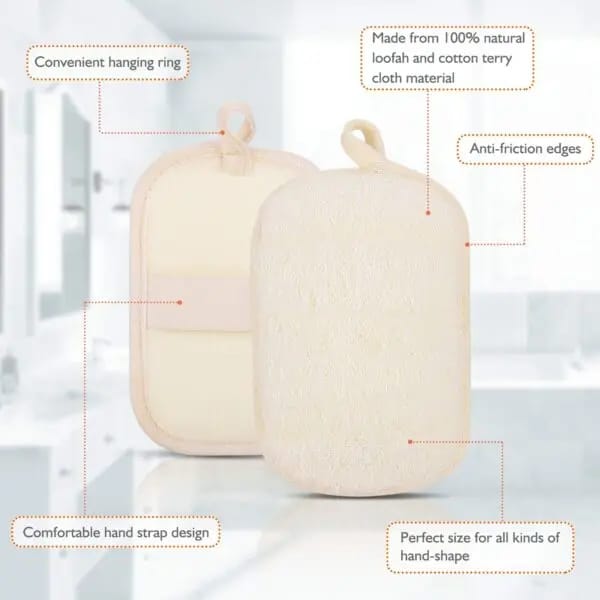 Convenient hanging ring
Made from 100% natural
loofah and cotton terry
cloth material
Anti-friction edges
Comfortable hand strap design
Perfect size for all kinds of
hand-shape